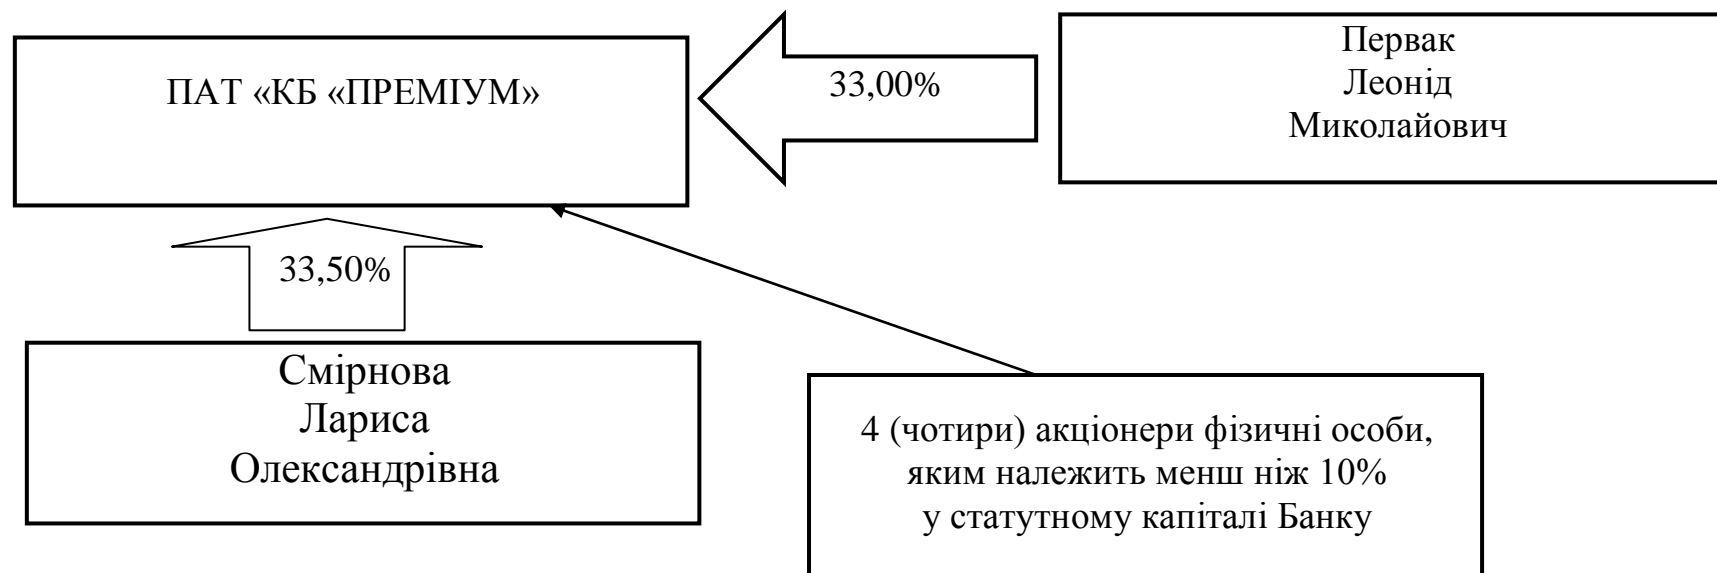 ПАТ «КБ «ПРЕМІУМ»
33,00%
Первак
Леонід
Миколайович
33,50%
Смірнова
Лариса
Олександрівна
4 (чотири) акціонери фізичні особи,
яким належить менш ніж 10%
у статутному капіталі Банку